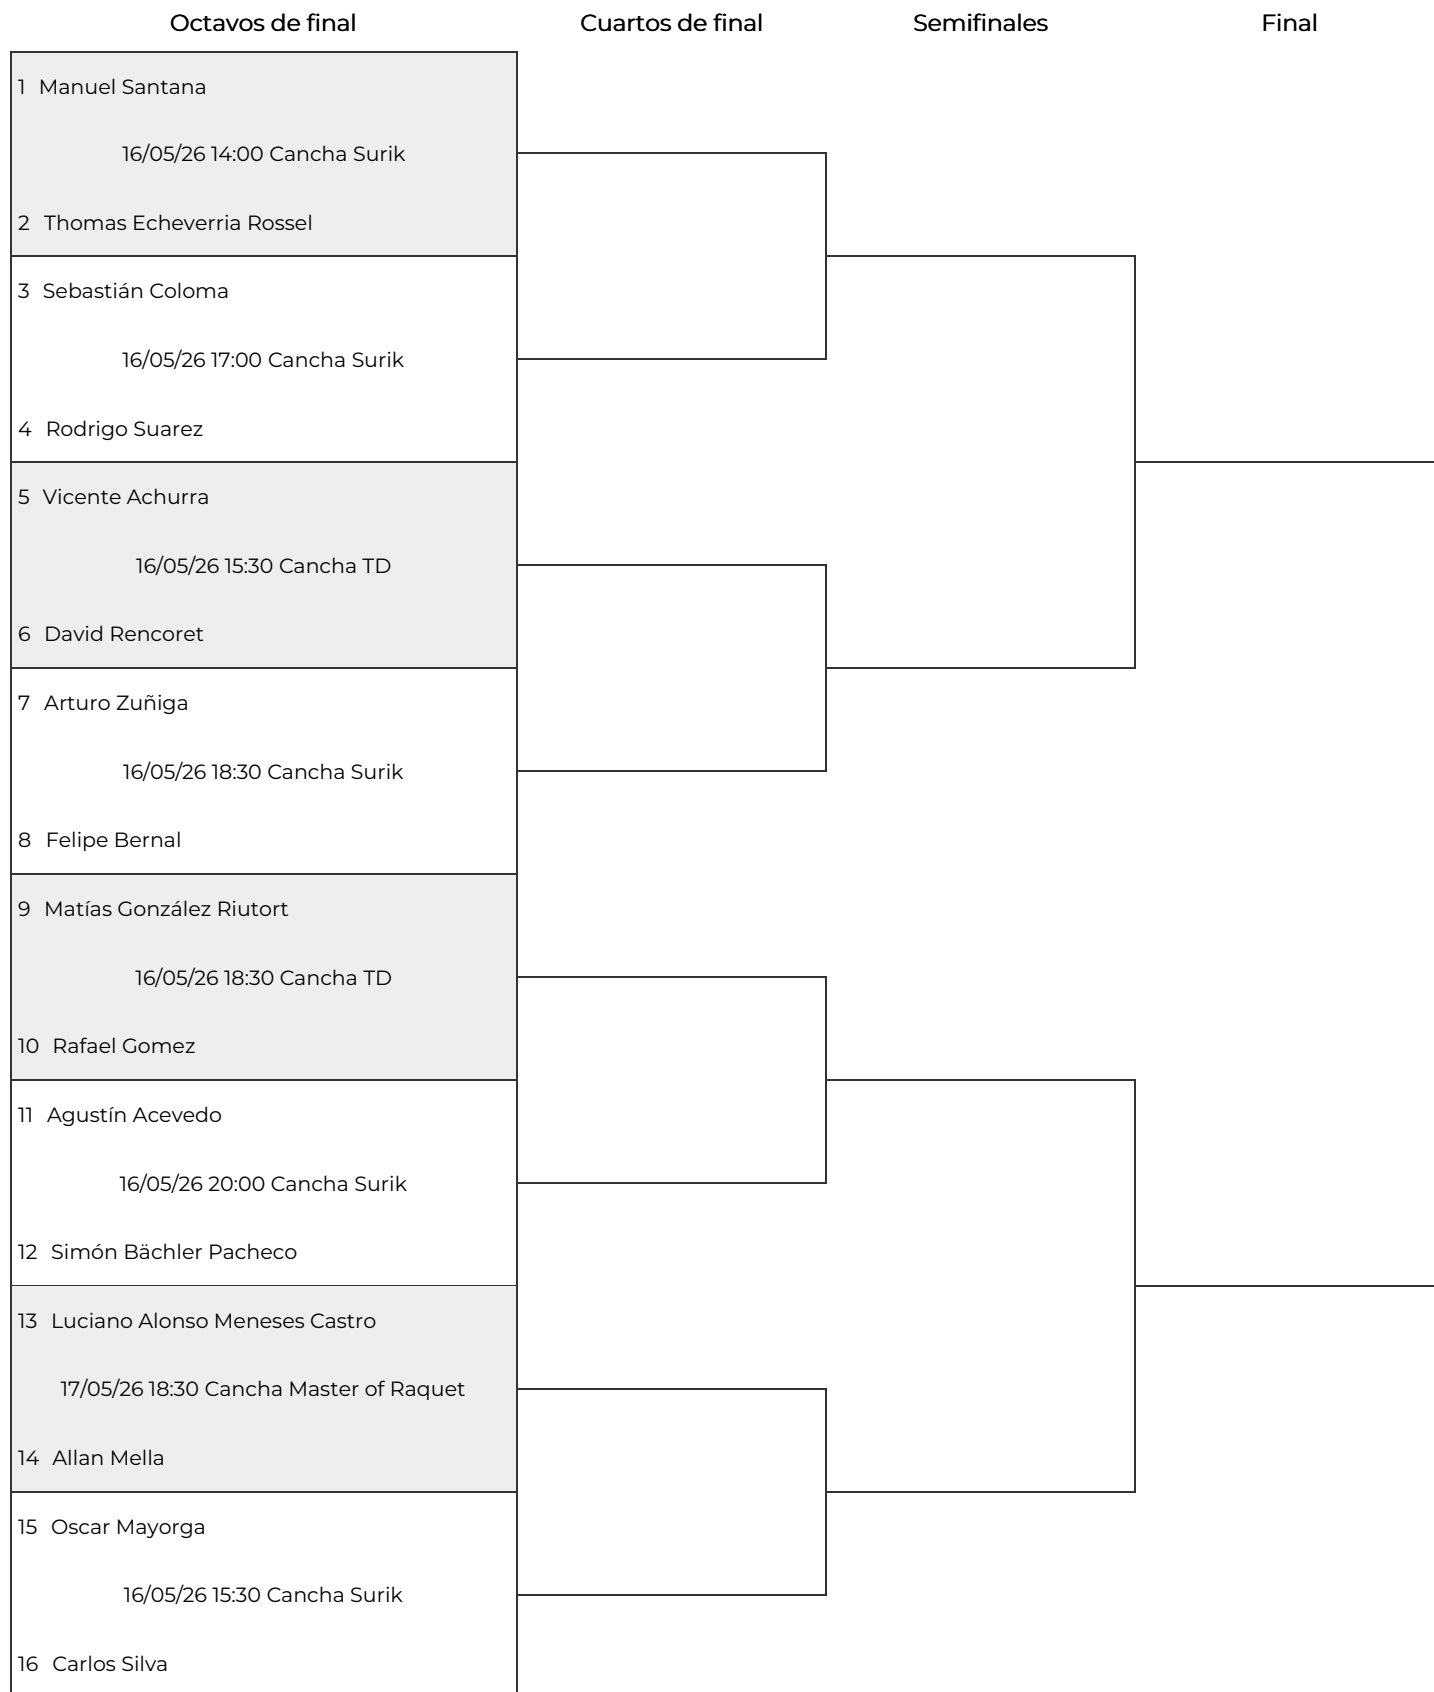 Octavos de final Cuartos de final Semifinales Final
1 Manuel Santana
16/05/26 14:00 Cancha Surik
2 Thomas Echeverria Rossel
3 Sebastián Coloma
16/05/26 17:00 Cancha Surik
4 Rodrigo Suarez
5 Vicente Achurra
16/05/26 15:30 Cancha TD
6 David Rencoret
7 Arturo Zuñiga
16/05/26 18:30 Cancha Surik
8 Felipe Bernal
9 Matías González Riutort
16/05/26 18:30 Cancha TD
10 Rafael Gomez
11 Agustín Acevedo
16/05/26 20:00 Cancha Surik
12 Simón Bächler Pacheco
13 Luciano Alonso Meneses Castro
17/05/26 18:30 Cancha Master of Raquet
14 Allan Mella
15 Oscar Mayorga
16/05/26 15:30 Cancha Surik
16 Carlos Silva